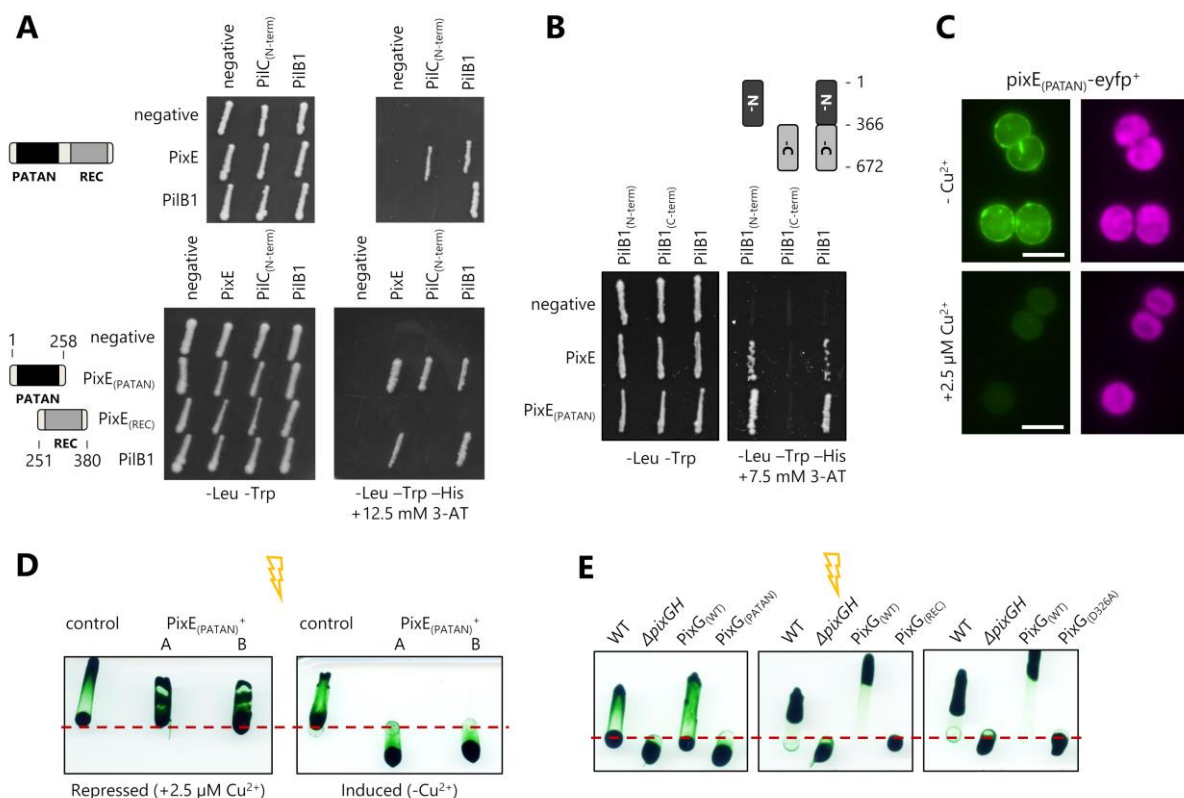 A
negative
PilC(N-term)
PilB1
negative
PilC(N-term)
PilB1
negative
PixE
PilB1
PATAN REC
negative
PixE
PilC(N-term)
PilB1
negative
PixE
PilC(N-term)
PilB1
1 258
negative
PixE(PATAN)
PATAN
PixE(REC)
REC
251 380
PilB1
-Leu -Trp
-Leu –Trp –His
+12.5 mM 3-AT
B
N-
-C
N-
-C
- 1
- 366
- 672
PilB1(N-term)
PilB1(C-term)
PilB1
PilB1(N-term)
PilB1(C-term)
PilB1
negative
PixE
PixE(PATAN)
-Leu -Trp
-Leu –Trp –His
+7.5 mM 3-AT
C
pixE(PATAN)-eyfp+
- Cu2+
+2.5 µM Cu2+
D
control
PixE(PATAN)+
A B
control
PixE(PATAN)+
A B
Repressed (+2.5 µM Cu2+)
Induced (-Cu2+)
E
WT
ΔpixGH
PixG(WT)
PixG(PATAN)
WT
ΔpixGH
PixG(WT)
PixG(REC)
WT
ΔpixGH
PixG(WT)
PixG(D326A)